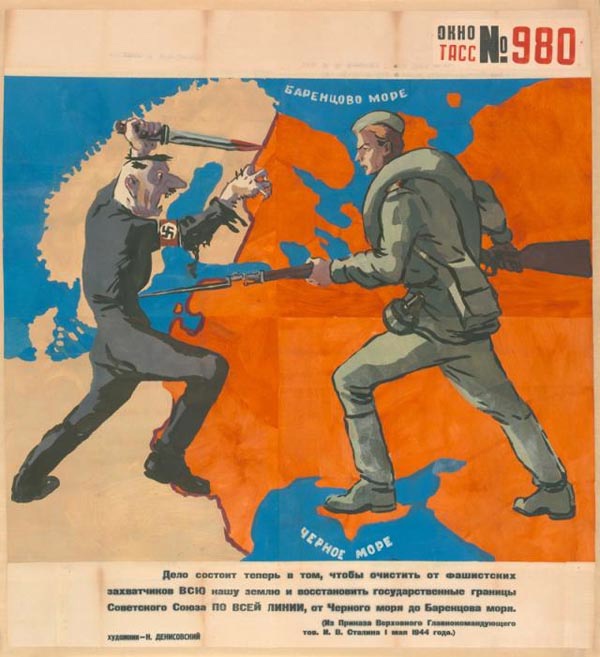 ОКНО
ТАСС № 980
БАРЕНЦОВО МОРЕ
ЧЕРНОЕ МОРЕ
Дело состоит теперь в том, чтобы очистить от фашистских
захватчиков ВСЮ нашу землю и восстановить государственные границы
Советского Союза ПО ВСЕЙ ЛИНИИ, от Черного моря до Баренцова моря.
(Из Приказа Верховного Главнокомандующего
тов. И. В. Сталина 1 мая 1944 года.)
художник—Н. ДЕНИСОВСКИЙ